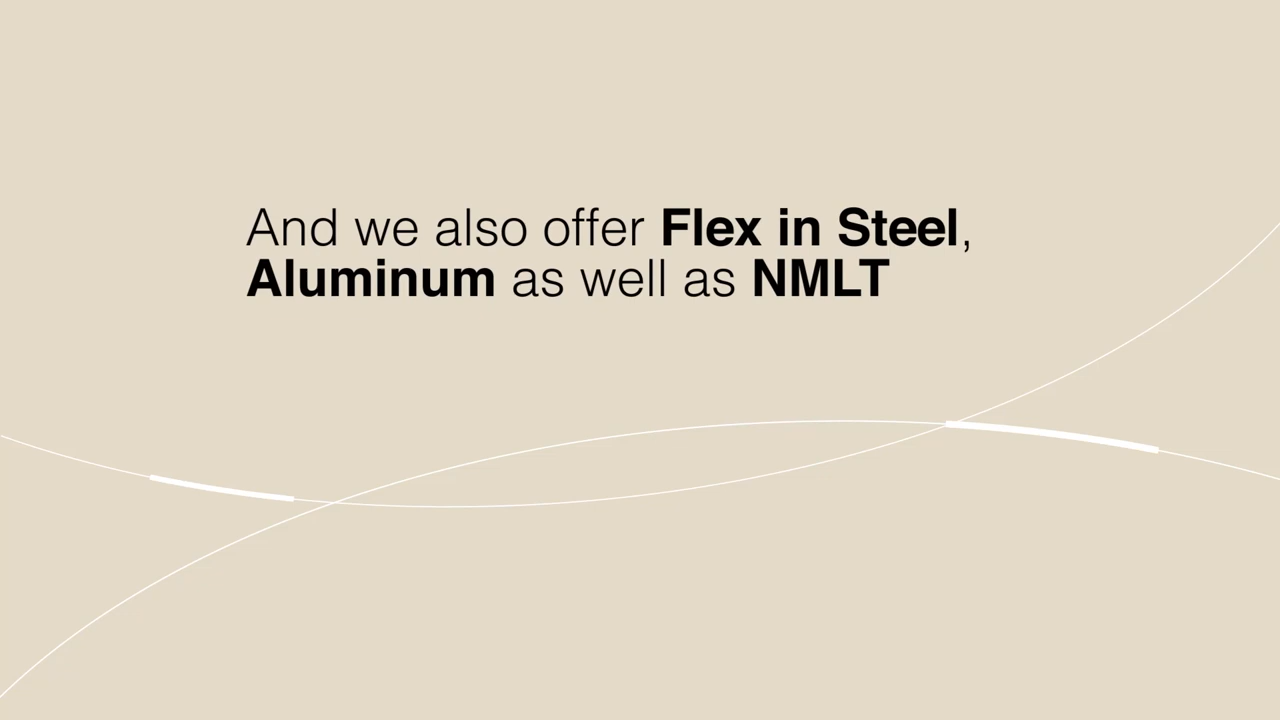 And we also offer Flex in Steel,
Aluminum as well as NMLT